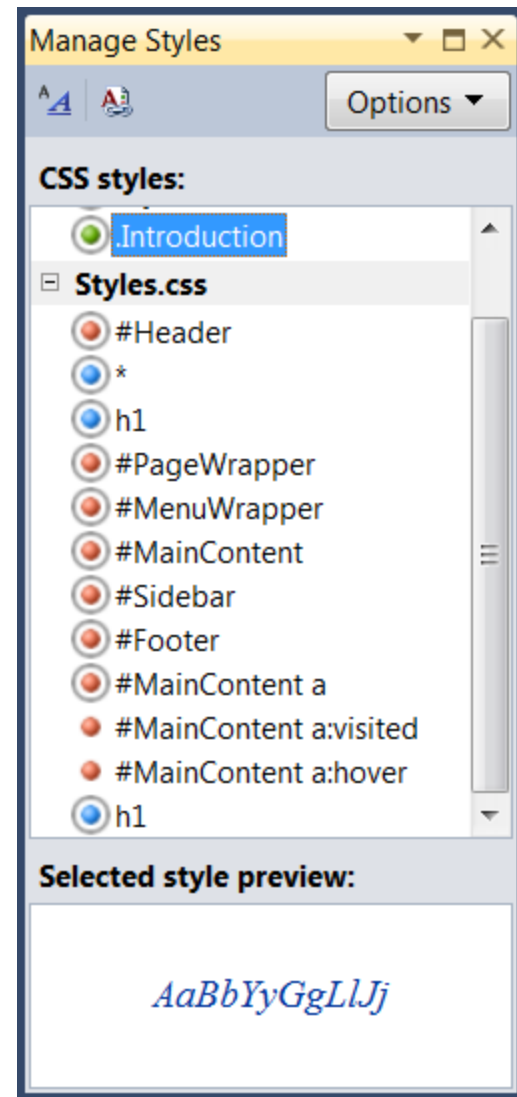 Manage Styles
A A A Options
CSS styles:
.Introduction
Styles.css
#Header
*
h1
#PageWrapper
#MenuWrapper
#MainContent
#Sidebar
#Footer
#MainContent a
#MainContent a:visited
#MainContent a:hover
h1
Selected style preview:
AaBbYyGgLlJj